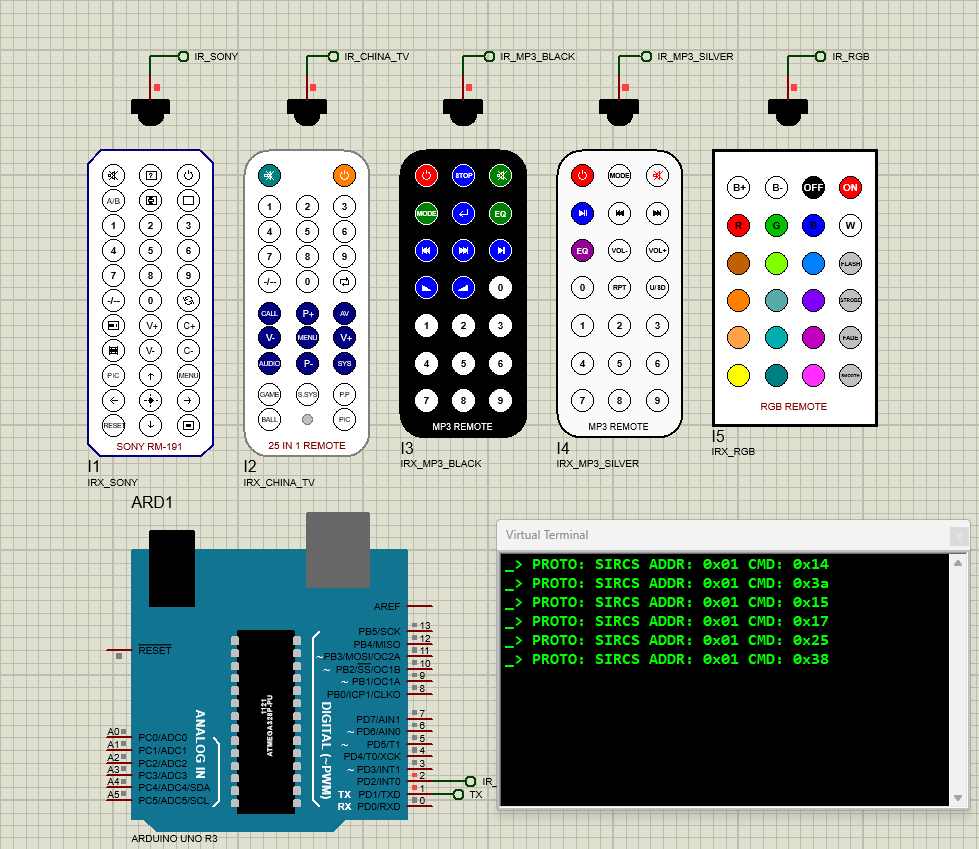 IR_SONY IR_CHINA_TV IR_MP3_BLACK IR_MP3_SILVER IR_RGB
?
A/B
1 2 3
4 5 6
7 8 9
-/-- 0
V+ C+
V- C-
PIC MENU
RESET
SONY RM-191
I1
IRX_SONY
1 2 3
4 5 6
7 8 9
-/-- 0
CALL P+ AV
V- MENU V+
AUDIO P- SYS
GAME S.SYS P.P
BALL PIC
25 IN 1 REMOTE
I2
IRX_CHINA_TV
STOP
MODE EQ
0
1 2 3
4 5 6
7 8 9
MP3 REMOTE
I3
IRX_MP3_BLACK
MODE
EQ VOL- VOL+
0 RPT U/SD
1 2 3
4 5 6
7 8 9
MP3 REMOTE
I4
IRX_MP3_SILVER
B+ B- OFF ON
R G W
FLASH
STROBE
FADE
SMOOTH
RGB REMOTE
I5
IRX_RGB
ARD1
RESET
ANALOG IN
A0 PC0/ADC0
A1 PC1/ADC1
A2 PC2/ADC2
A3 PC3/ADC3
A4 PC4/ADC4/SDA
A5 PC5/ADC5/SCL
1121
ATMEGA328P-PU
DIGITAL (~PWM)
AREF
PB5/SCK 13
PB4/MISO 12
~PB3/MOSI/OC2A 11
~ PB2/SS/OC1B 10
~ PB1/OC1A 9
PB0/ICP1/CLKO 8
PD7/AIN1 7
~ PD6/AIN0 6
~ PD5/T1 5
PD4/T0/XCK 4
~ PD3/INT1 3
PD2/INT0 2 IR_
TX PD1/TXD 1 TX
RX PD0/RXD 0
ARDUINO UNO R3
Virtual Terminal
_> PROTO: SIRCS ADDR: 0x01 CMD: 0x14
_> PROTO: SIRCS ADDR: 0x01 CMD: 0x3a
_> PROTO: SIRCS ADDR: 0x01 CMD: 0x15
_> PROTO: SIRCS ADDR: 0x01 CMD: 0x17
_> PROTO: SIRCS ADDR: 0x01 CMD: 0x25
_> PROTO: SIRCS ADDR: 0x01 CMD: 0x38